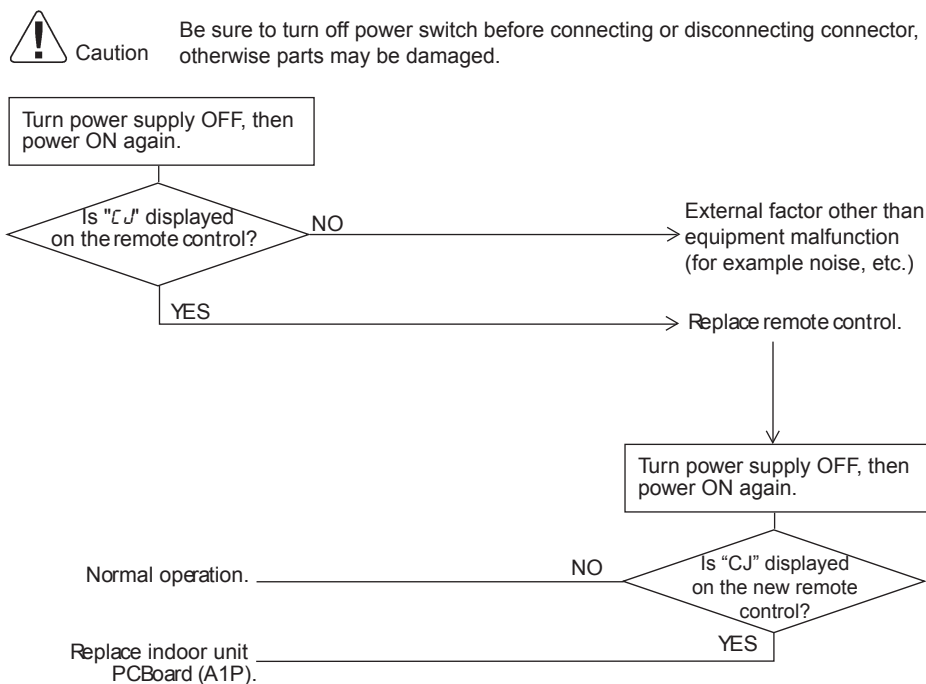 Caution
Be sure to turn off power switch before connecting or disconnecting connector,
otherwise parts may be damaged.
Turn power supply OFF, then
power ON again.
Is "CJ" displayed
on the remote control?
NO
External factor other than
equipment malfunction
(for example noise, etc.)
YES
Replace remote control.
Turn power supply OFF, then
power ON again.
Is “CJ” displayed
on the new remote
control?
NO
Normal operation.
YES
Replace indoor unit
PCBoard (A1P).